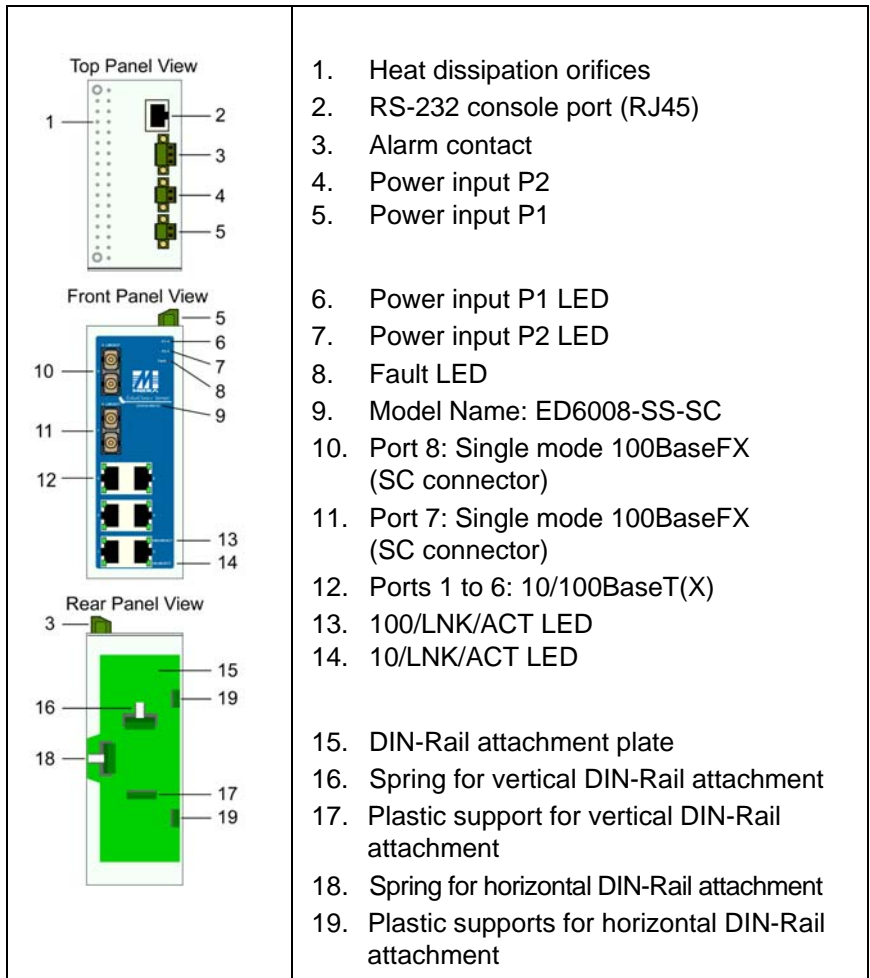 Top Panel View
1
2
3
4
5
Front Panel View
5
6
7
8
9
10
11
12
13
14
Rear Panel View
3
15
19
16
18
17
19
1. Heat dissipation orifices
2. RS-232 console port (RJ45)
3. Alarm contact
4. Power input P2
5. Power input P1
6. Power input P1 LED
7. Power input P2 LED
8. Fault LED
9. Model Name: ED6008-SS-SC
10. Port 8: Single mode 100BaseFX
(SC connector)
11. Port 7: Single mode 100BaseFX
(SC connector)
12. Ports 1 to 6: 10/100BaseT(X)
13. 100/LNK/ACT LED
14. 10/LNK/ACT LED
15. DIN-Rail attachment plate
16. Spring for vertical DIN-Rail attachment
17. Plastic support for vertical DIN-Rail
attachment
18. Spring for horizontal DIN-Rail attachment
19. Plastic supports for horizontal DIN-Rail
attachment